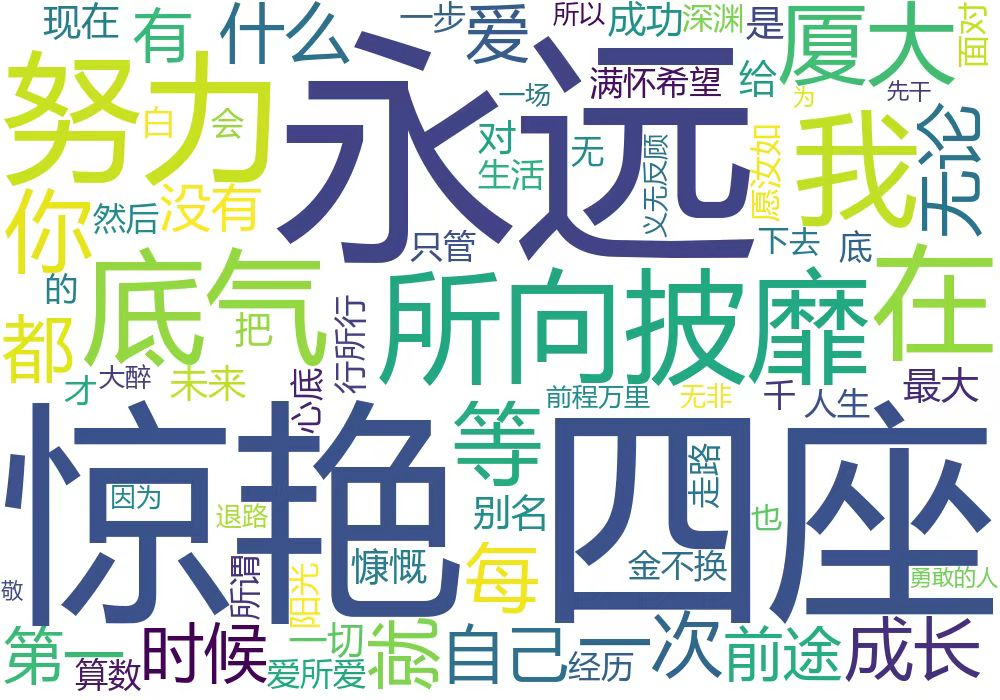 现在
有
什么
一步
爱
所以
成功
深渊
是
厦大
面对
努力
永远
满怀希望
给
为
先干
一场
白
会
对
无
义无反顾
愿汝如
我
无论
生活
你
然后
没有
只管
下去
底
的
底气
把
行所行
所向披靡
在
都
才
大醉
未来
心底
前程万里
无非
千
人生
最大
惊艳四座
等
因为
退路
别名
走路
也
敬
所谓
阳光
慷慨
每
金不换
勇敢的人
第一
算数
时候
一切
爱所爱
就
自己
经历
一次
前途
成长